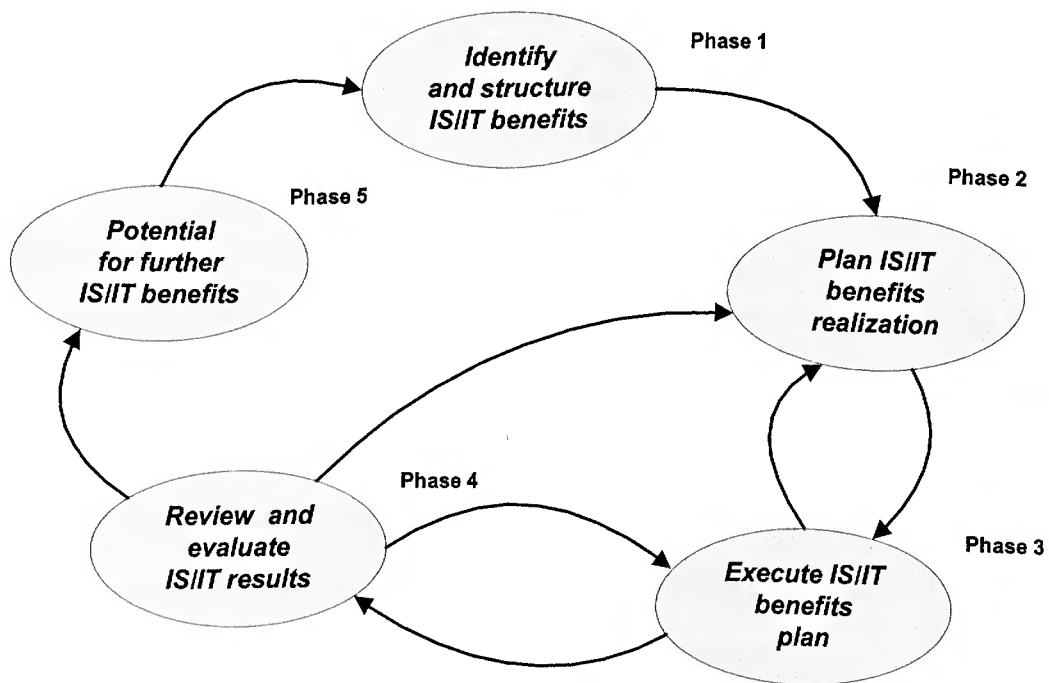 Phase 1
Identify
and structure
IS/IT benefits
Phase 2
Plan IS/IT
benefits
realization
Phase 3
Execute IS/IT
benefits
plan
Phase 4
Review and
evaluate
IS/IT results
Phase 5
Potential
for further
IS/IT benefits